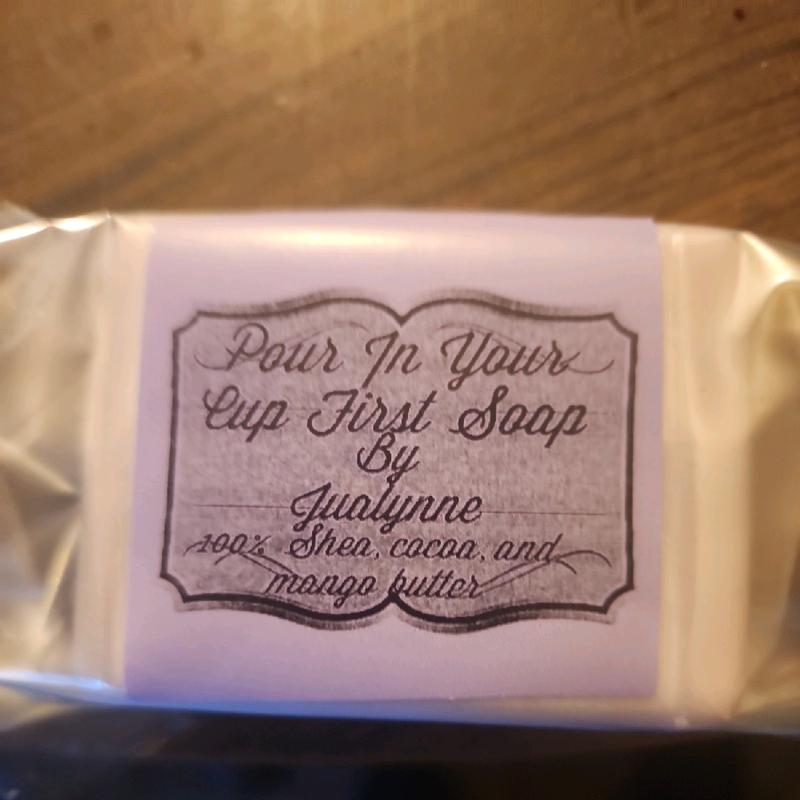 Pour In Your
Cup First Soap
By
Jualynne
100% Shea, cocoa, and
mango butter